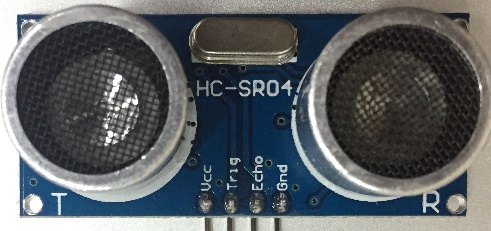 HC-SR04
Vcc
Trig
Echo
Gnd
T
R